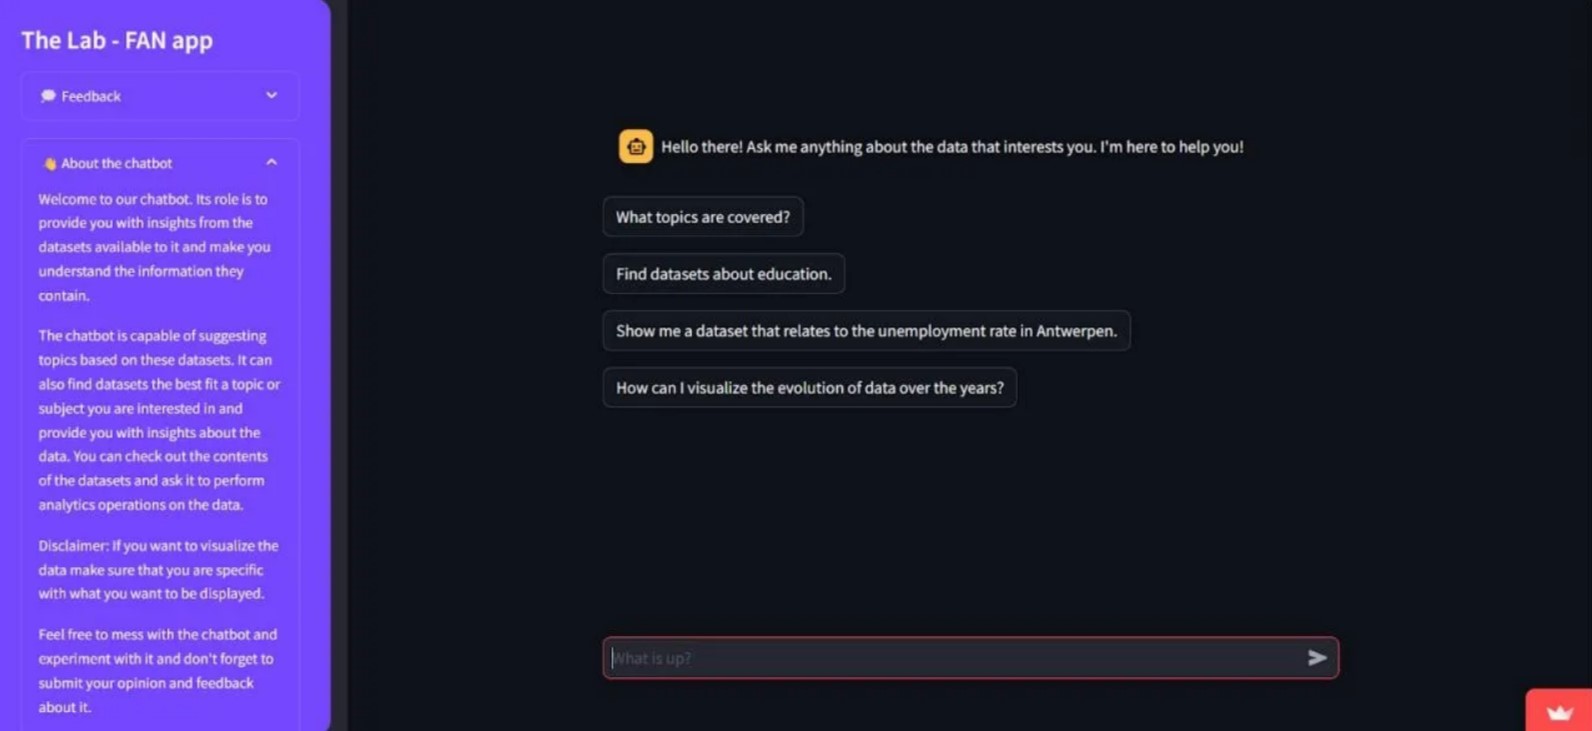 The Lab - FAN app
Feedback
About the chatbot
Welcome to our chatbot. Its role is to
provide you with insights from the
datasets available to it and make you
understand the information they
contain.
The chatbot is capable of suggesting
topics based on these datasets. It can
also find datasets the best fit a topic or
subject you are interested in and
provide you with insights about the
data. You can check out the contents
of the datasets and ask it to perform
analytics operations on the data.
Disclaimer: If you want to visualize the
data make sure that you are specific
with what you want to be displayed.
Feel free to mess with the chatbot and
experiment with it and don't forget to
submit your opinion and feedback
about it.
Hello there! Ask me anything about the data that interests you. I'm here to help you!
What topics are covered?
Find datasets about education.
Show me a dataset that relates to the unemployment rate in Antwerpen.
How can I visualize the evolution of data over the years?
What is up?